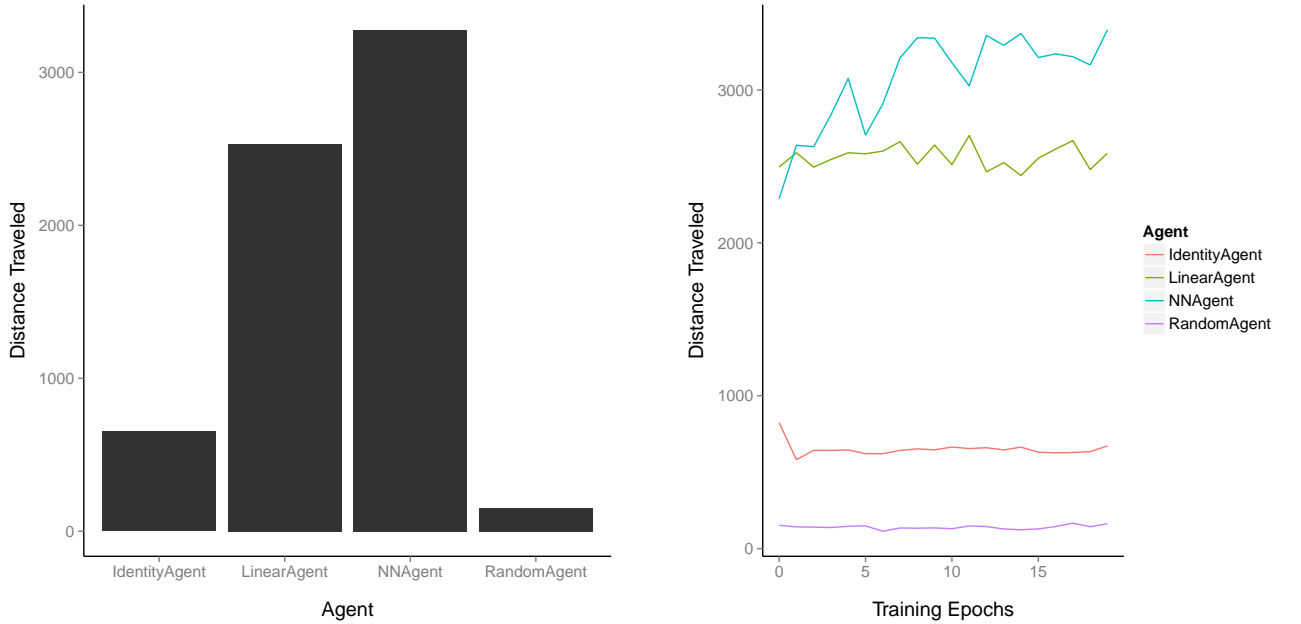 Distance Traveled
3000
2000
1000
0
IdentityAgent
LinearAgent
NNAgent
RandomAgent
Agent
Distance Traveled
3000
2000
1000
0
0
5
10
15
Training Epochs
Agent
IdentityAgent
LinearAgent
NNAgent
RandomAgent